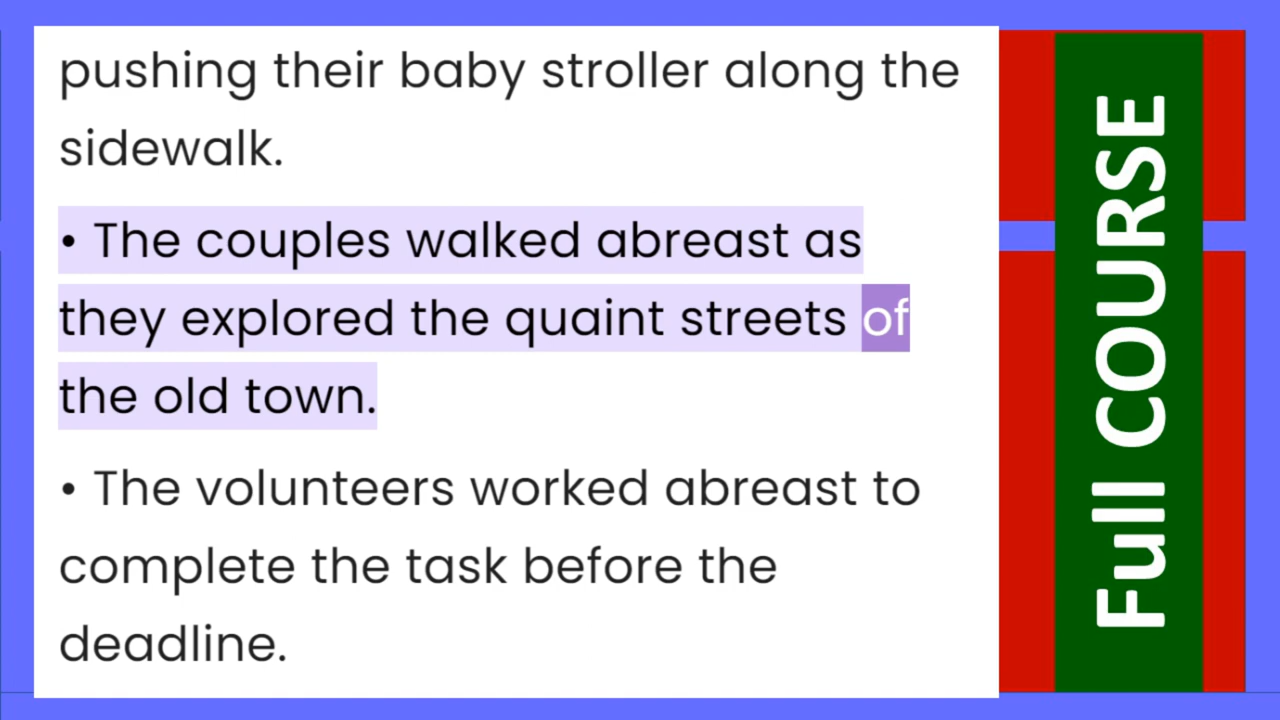 pushing their baby stroller along the
sidewalk.
• The couples walked abreast as
they explored the quaint streets of
the old town.
• The volunteers worked abreast to
complete the task before the
deadline.
Full COURSE